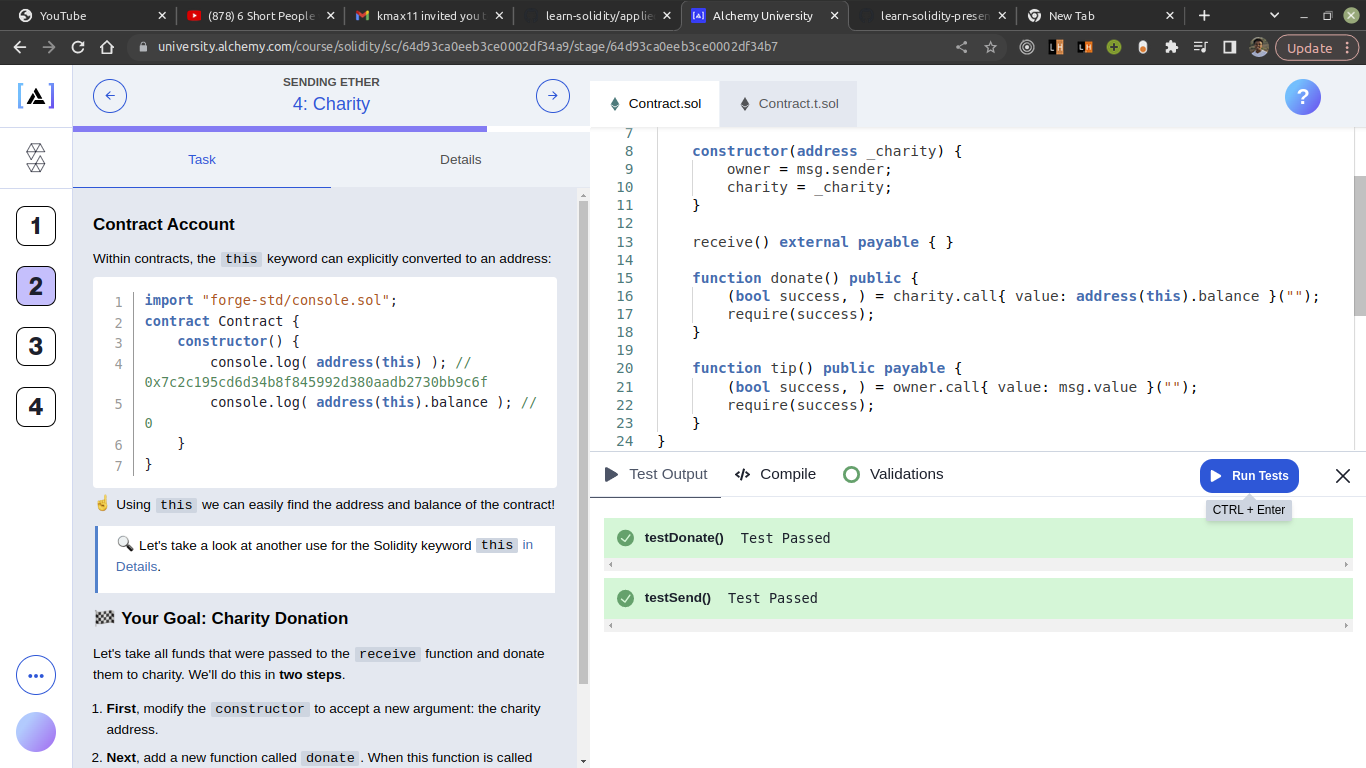 YouTube
(878) 6 Short People
kmax11 invited you t
learn-solidity/applie
Alchemy University
learn-solidity-presen
New Tab
university.alchemy.com/course/solidity/sc/64d93ca0eeb3ce0002df34a9/stage/64d93ca0eeb3ce0002df34b7
LH
LH
Update
[A]
SENDING ETHER
4: Charity
Task
Details
1
2
3
4
Contract Account
Within contracts, the this keyword can explicitly converted to an address:
1 import "forge-std/console.sol";
2 contract Contract {
3 constructor() {
4 console.log( address(this) ); //
0x7c2c195cd6d34b8f845992d380aadb2730bb9c6f
5 console.log( address(this).balance ); //
0
6 }
7 }
☝ Using this we can easily find the address and balance of the contract!
🔍 Let's take a look at another use for the Solidity keyword this in
Details.
🏁 Your Goal: Charity Donation
Let's take all funds that were passed to the receive function and donate
them to charity. We'll do this in two steps.
1. First, modify the constructor to accept a new argument: the charity
address.
2. Next, add a new function called donate. When this function is called
Contract.sol
Contract.t.sol
?
7
8 constructor(address _charity) {
9 owner = msg.sender;
10 charity = _charity;
11 }
12
13 receive() external payable { }
14
15 function donate() public {
16 (bool success, ) = charity.call{ value: address(this).balance }("");
17 require(success);
18 }
19
20 function tip() public payable {
21 (bool success, ) = owner.call{ value: msg.value }("");
22 require(success);
23 }
24 }
Test Output
</> Compile
Validations
Run Tests
CTRL + Enter
testDonate() Test Passed
testSend() Test Passed